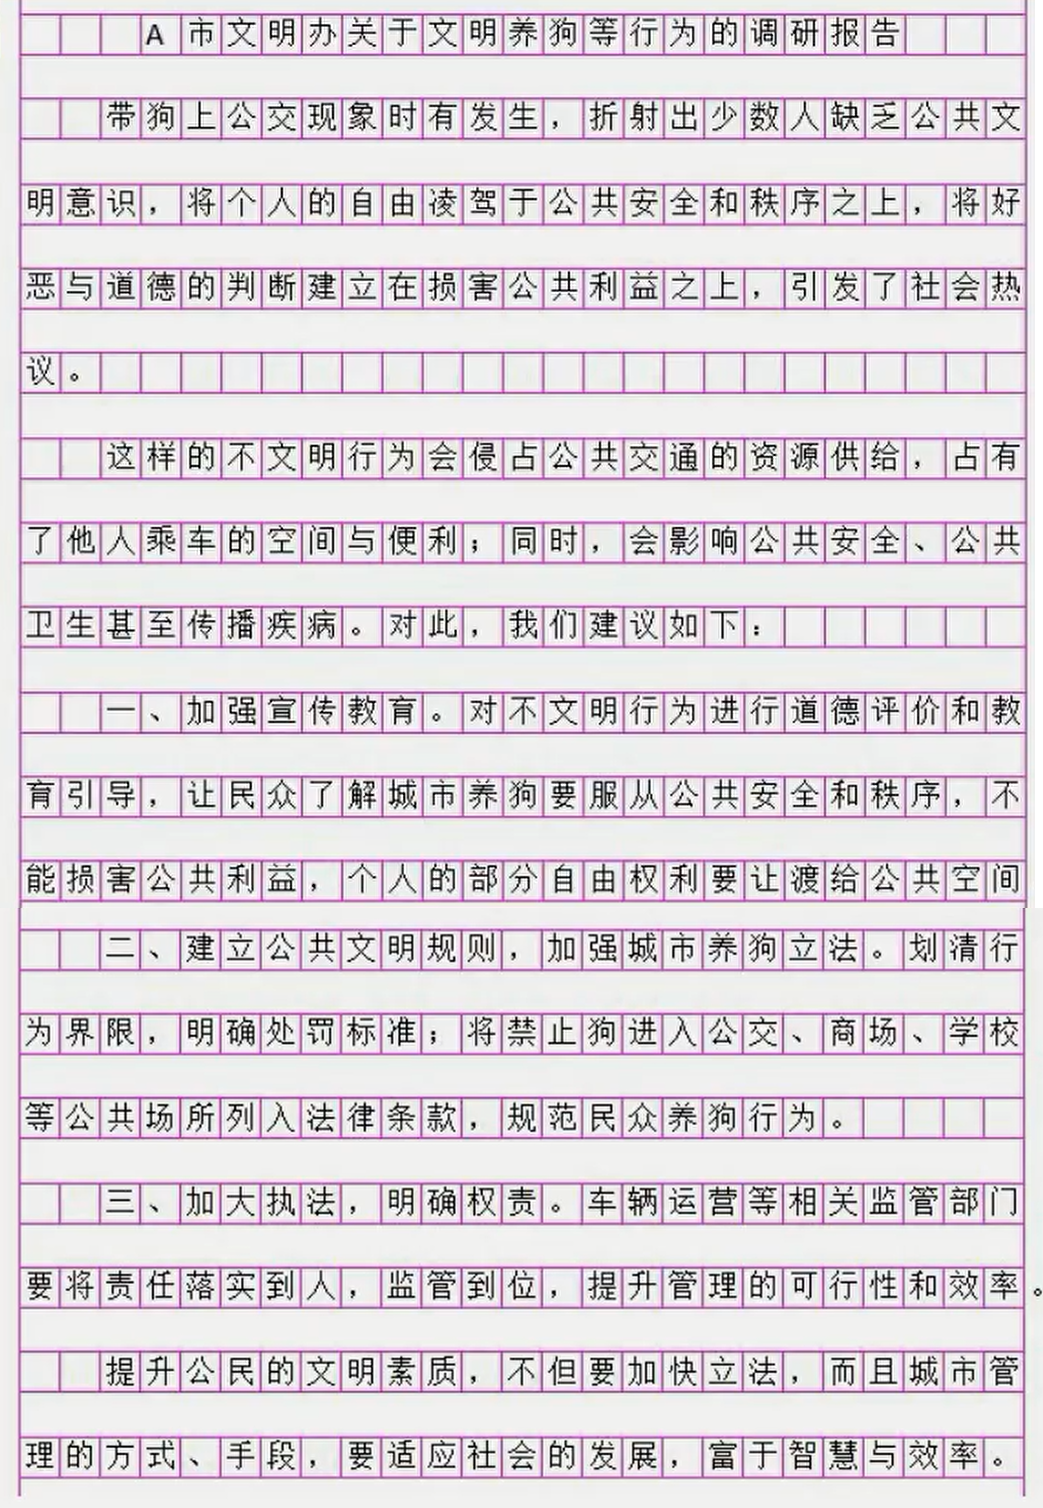 A市文明办关于文明养狗等行为的调研报告
带狗上公交现象时有发生，折射出少数人缺乏公共文
明意识，将个人的自由凌驾于公共安全和秩序之上，将好
恶与道德的判断建立在损害公共利益之上，引发了社会热
议。
这样的不文明行为会侵占公共交通的资源供给，占有
了他人乘车的空间与便利；同时，会影响公共安全、公共
卫生甚至传播疾病。对此，我们建议如下：
一、加强宣传教育。对不文明行为进行道德评价和教
育引导，让民众了解城市养狗要服从公共安全和秩序，不
能损害公共利益，个人的部分自由权利要让渡给公共空间
二、建立公共文明规则，加强城市养狗立法。划清行
为界限，明确处罚标准；将禁止狗进入公交、商场、学校
等公共场所列入法律条款，规范民众养狗行为。
三、加大执法，明确权责。车辆运营等相关监管部门
要将责任落实到人，监管到位，提升管理的可行性和效率。
提升公民的文明素质，不但要加快立法，而且城市管
理的方式、手段，要适应社会的发展，富于智慧与效率。